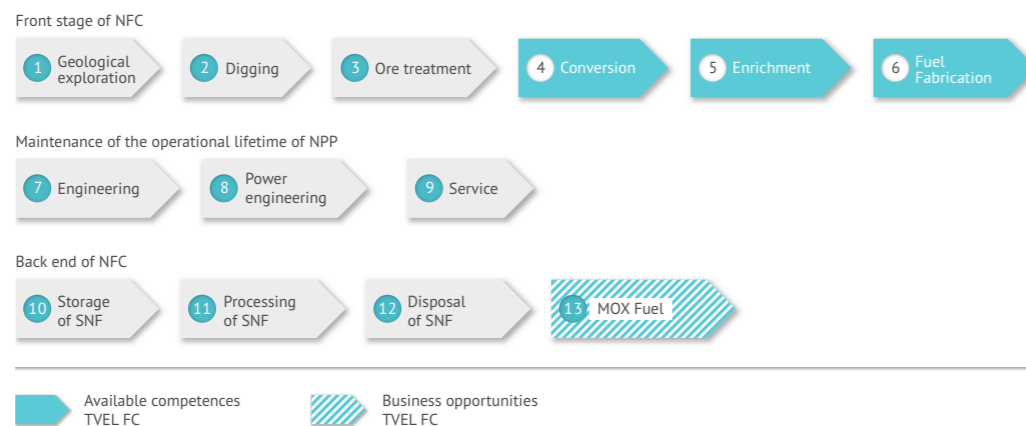 Front stage of NFC
1 Geological
exploration
2 Digging
3 Ore treatment
4 Conversion
5 Enrichment
6 Fuel
Fabrication
Maintenance of the operational lifetime of NPP
7 Engineering
8 Power
engineering
9 Service
Back end of NFC
10 Storage
of SNF
11 Processing
of SNF
12 Disposal
of SNF
13 MOX Fuel
Available competences
TVEL FC
Business opportunities
TVEL FC